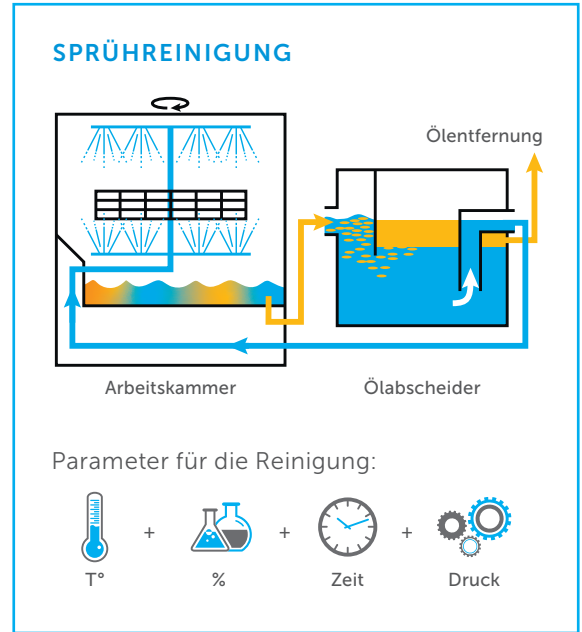 SPRÜHREINIGUNG
Ölentfernung
Arbeitskammer
Ölabscheider
Parameter für die Reinigung:
+ + +
T° % Zeit Druck